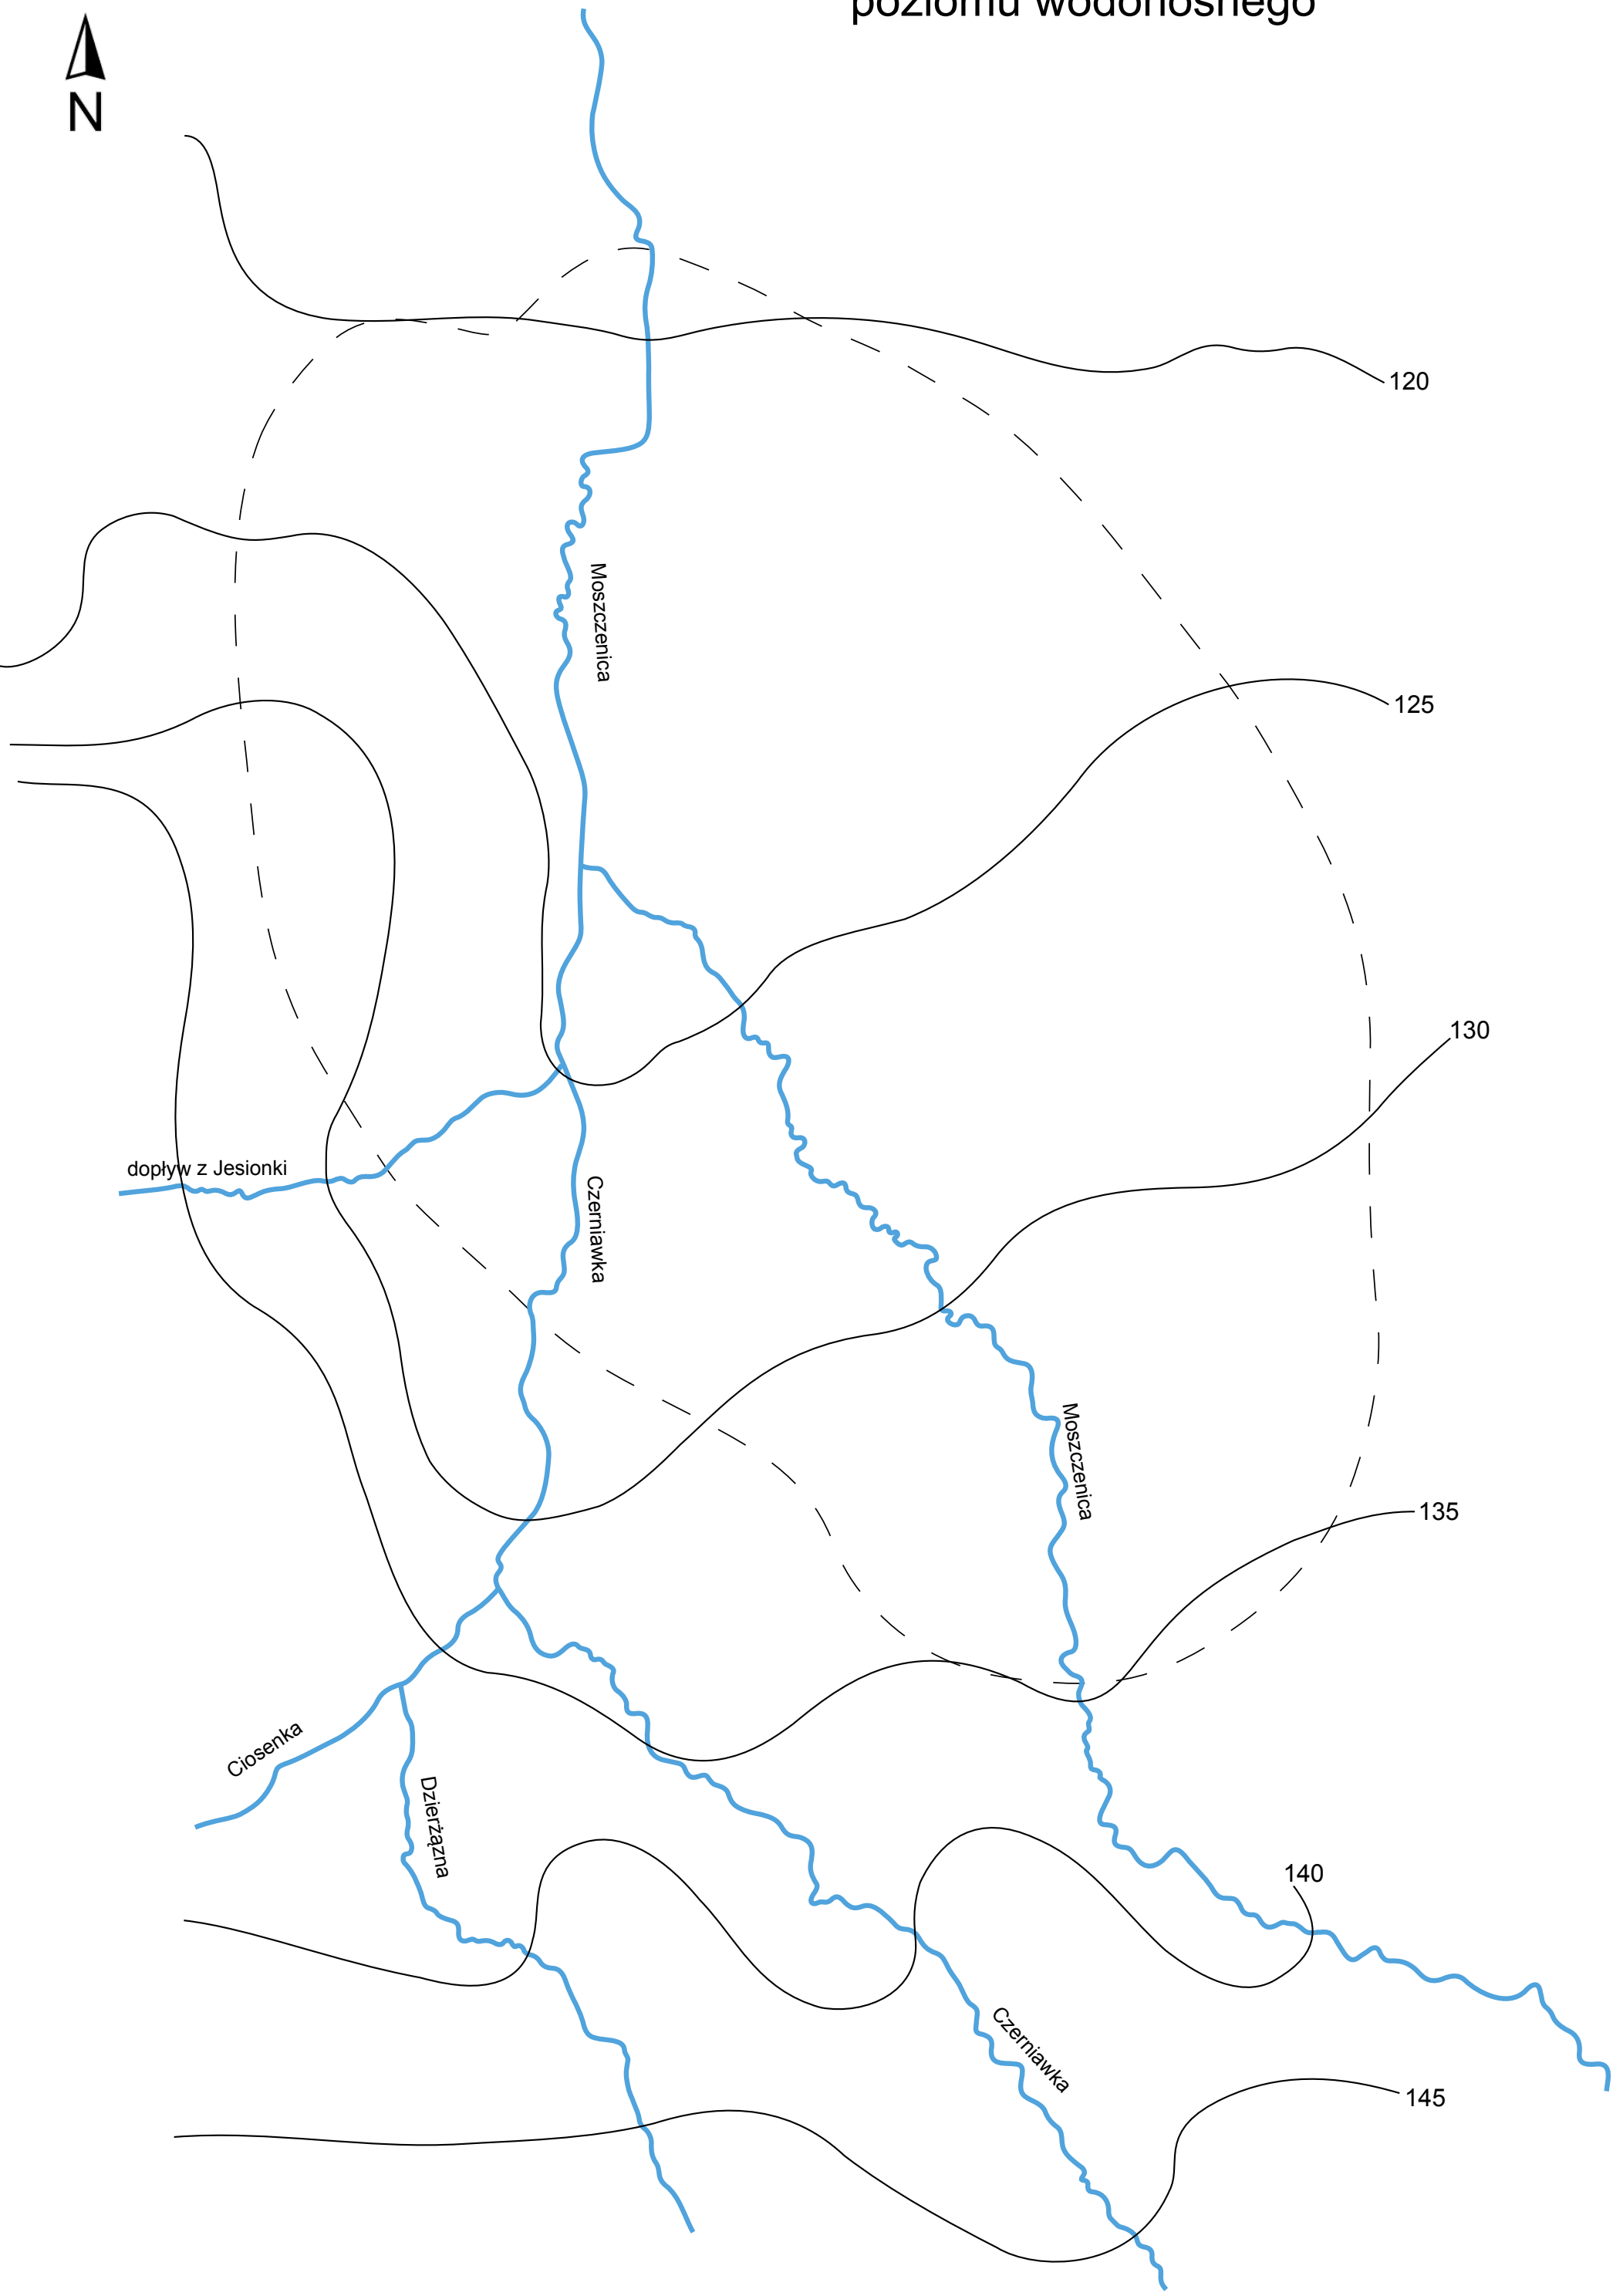 poziomu wodonośnego
N
120
Moszczenica
125
130
dopływ z Jesionki
Czerniawka
Moszczenica
135
Ciosenka
Dzierżązna
140
Czerniawka
145